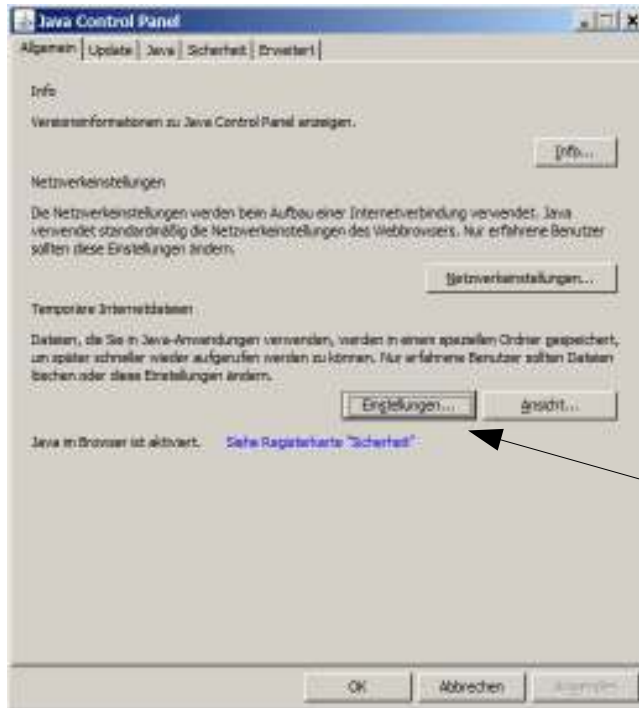 Java Control Panel
Allgemein Update Java Sicherheit Erweitert
Info
Versionsinformationen zu Java Control Panel anzeigen.
Info...
Netzwerkeinstellungen
Die Netzwerkeinstellungen werden beim Aufbau einer Internetverbindung verwendet. Java
verwendet standardmäßig die Netzwerkeinstellungen des Webbrowsers. Nur erfahrene Benutzer
sollten diese Einstellungen ändern.
Netzwerkeinstellungen...
Temporäre Internetdateien
Dateien, die Sie in Java-Anwendungen verwenden, werden in einem speziellen Ordner gespeichert,
um später schneller wieder aufgerufen werden zu können. Nur erfahrene Benutzer sollten Dateien
löschen oder diese Einstellungen ändern.
Einstellungen... Ansicht...
Java im Browser ist aktiviert. Siehe Registerkarte "Sicherheit"
OK Abbrechen Anwenden